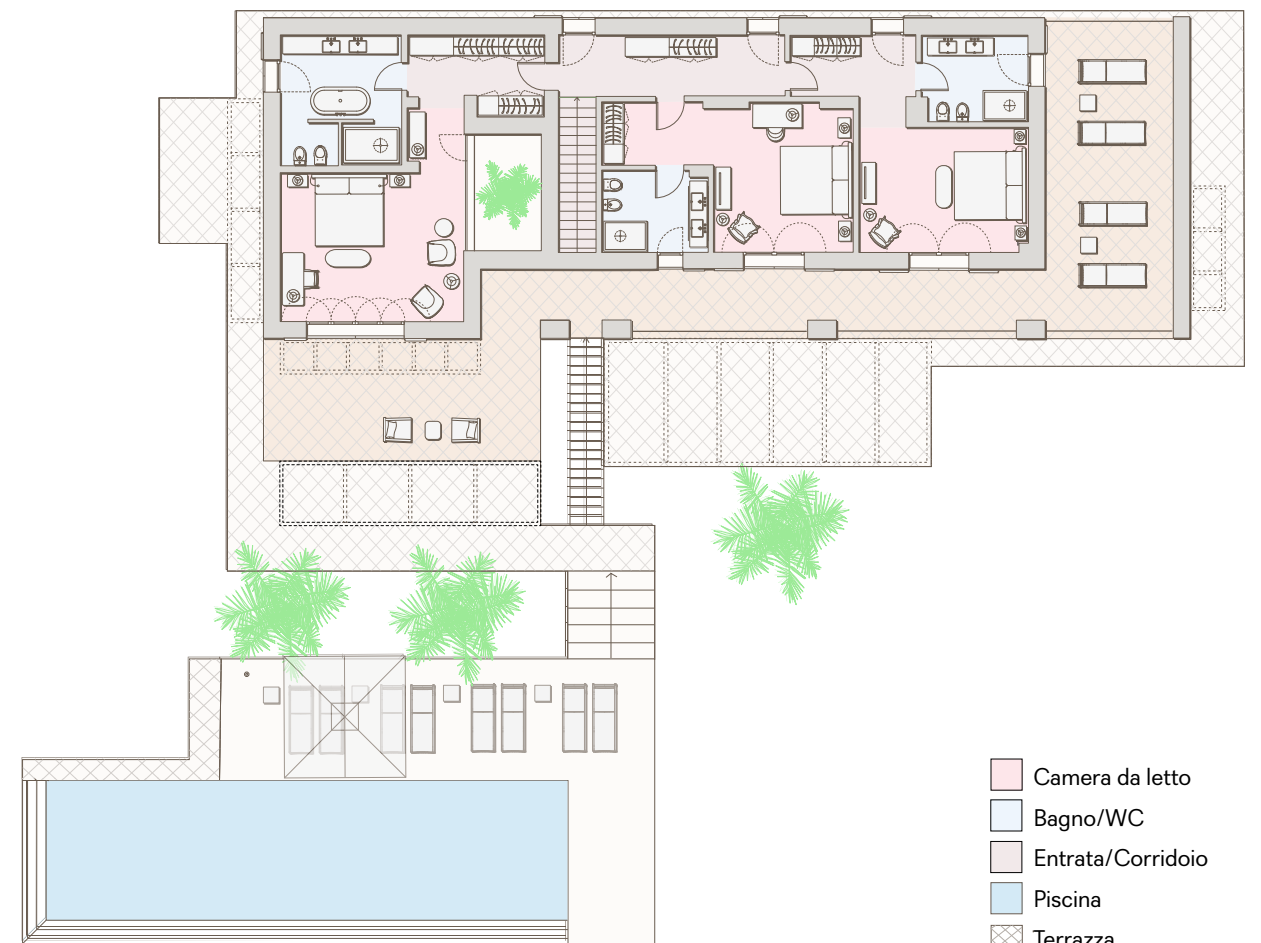 Camera da letto
Bagno/WC
Entrata/Corridoio
Piscina
Terrazza